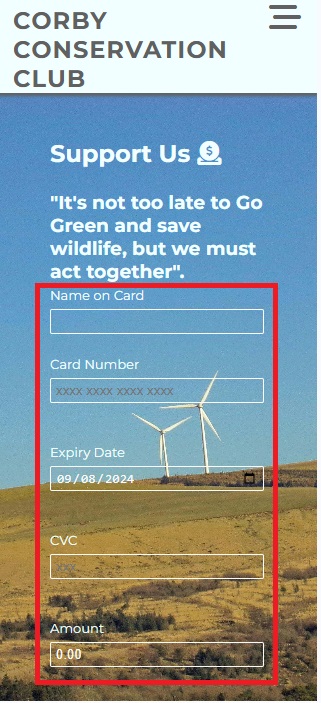 CORBY
CONSERVATION
CLUB
Support Us
"It's not too late to Go
Green and save
wildlife, but we must
act together".
Name on Card
Card Number
xxxx xxxx xxxx xxxx
Expiry Date
09/08/2024
CVC
xxx
Amount
0.00